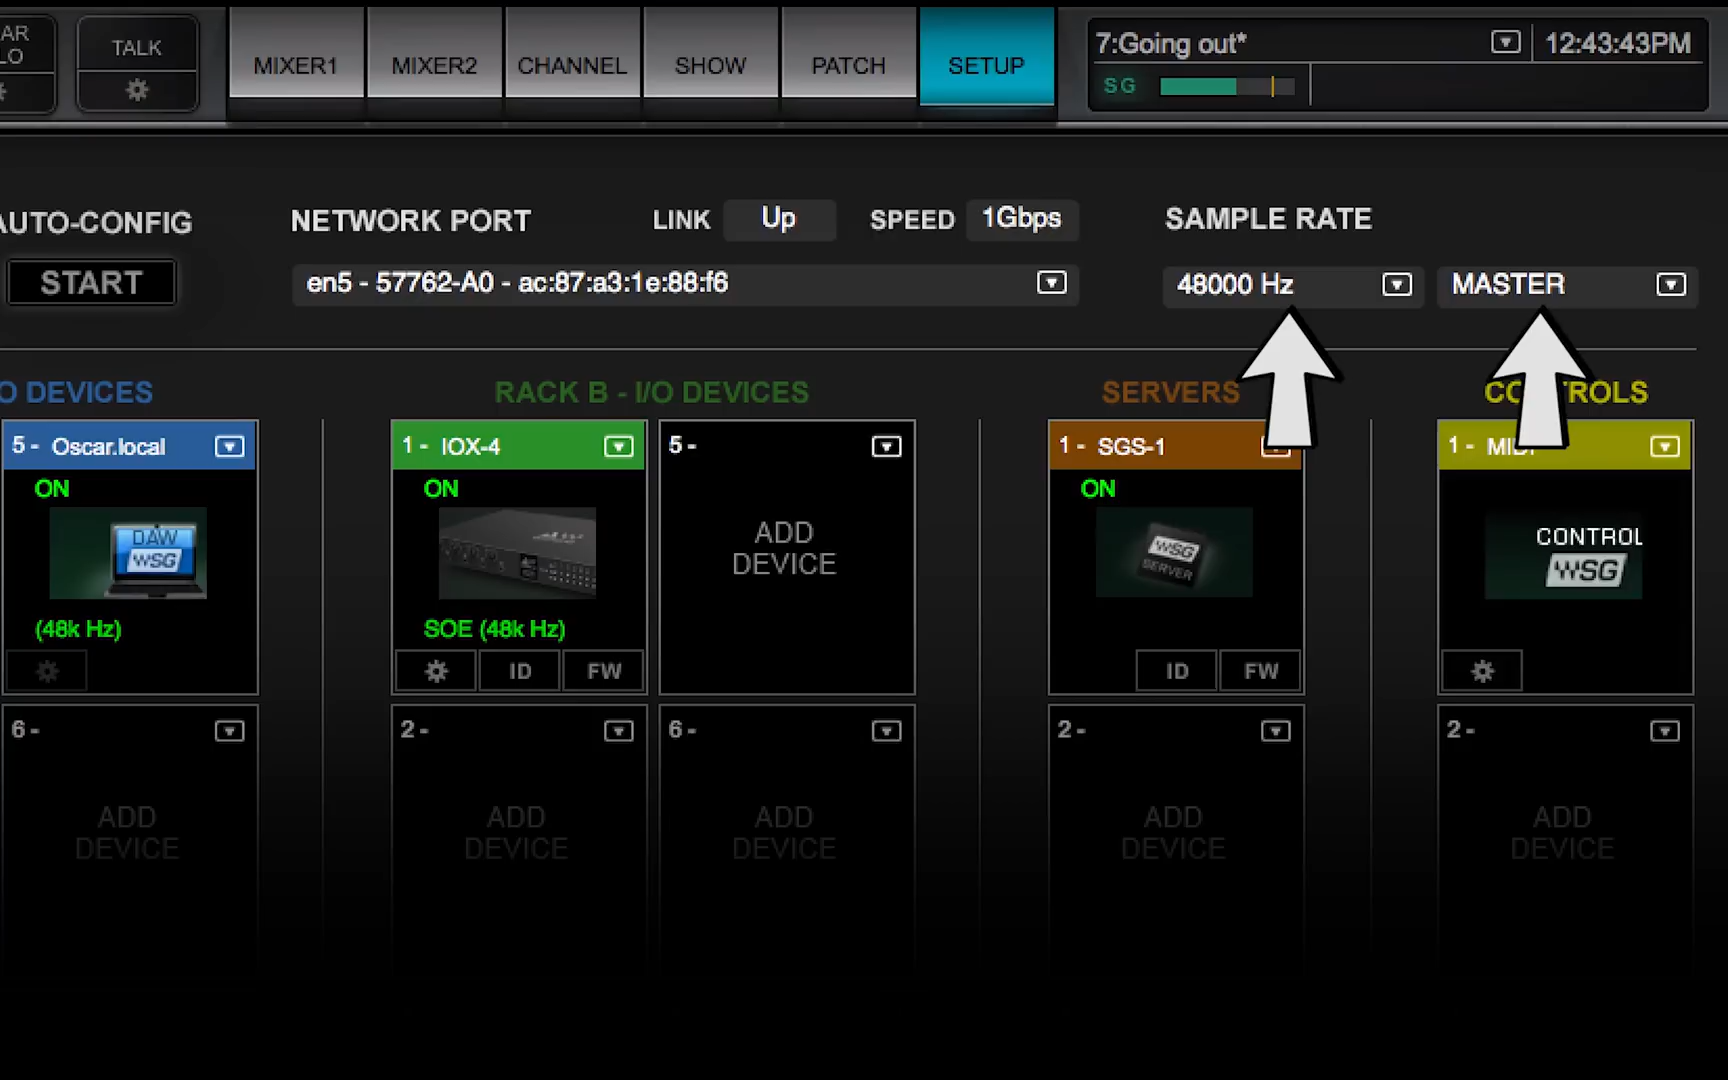 AR
LO
TALK
MIXER1
MIXER2
CHANNEL
SHOW
PATCH
SETUP
7:Going out*
12:43:43PM
SG
AUTO-CONFIG
NETWORK PORT
LINK
Up
SPEED
1Gbps
SAMPLE RATE
START
en5 - 57762-A0 - ac:87:a3:1e:88:f6
48000 Hz
MASTER
O DEVICES
RACK B - I/O DEVICES
SERVERS
5 - Oscar.local
ON
DAW
WSG
(48k Hz)
1 - IOX-4
ON
SOE (48k Hz)
ID
FW
5 -
ADD
DEVICE
1 - SGS-1
ON
WSG
SERVER
ID
FW
1 -
CONTROL
WSG
6 -
ADD
DEVICE
2 -
ADD
DEVICE
6 -
ADD
DEVICE
2 -
ADD
DEVICE
2 -
ADD
DEVICE